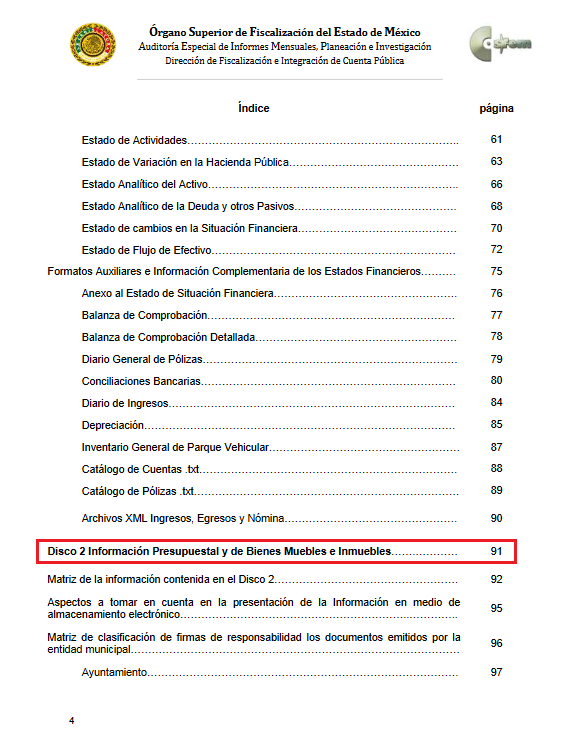 Órgano Superior de Fiscalización del Estado de México
Auditoría Especial de Informes Mensuales, Planeación e Investigación
Dirección de Fiscalización e Integración de Cuenta Pública
Índice página
Estado de Actividades 61
Estado de Variación en la Hacienda Pública 63
Estado Analítico del Activo 66
Estado Analítico de la Deuda y otros Pasivos 68
Estado de cambios en la Situación Financiera 70
Estado de Flujo de Efectivo 72
Formatos Auxiliares e Información Complementaria de los Estados Financieros 75
Anexo al Estado de Situación Financiera 76
Balanza de Comprobación 77
Balanza de Comprobación Detallada 78
Diario General de Pólizas 79
Conciliaciones Bancarias 80
Diario de Ingresos 84
Depreciación 85
Inventario General de Parque Vehicular 87
Catálogo de Cuentas .txt 88
Catálogo de Pólizas .txt 89
Archivos XML Ingresos, Egresos y Nómina 90
Disco 2 Información Presupuestal y de Bienes Muebles e Inmuebles 91
Matriz de la información contenida en el Disco 2 92
Aspectos a tomar en cuenta en la presentación de la Información en medio de
almacenamiento electrónico 95
Matriz de clasificación de firmas de responsabilidad los documentos emitidos por la
entidad municipal 96
Ayuntamiento 97
4